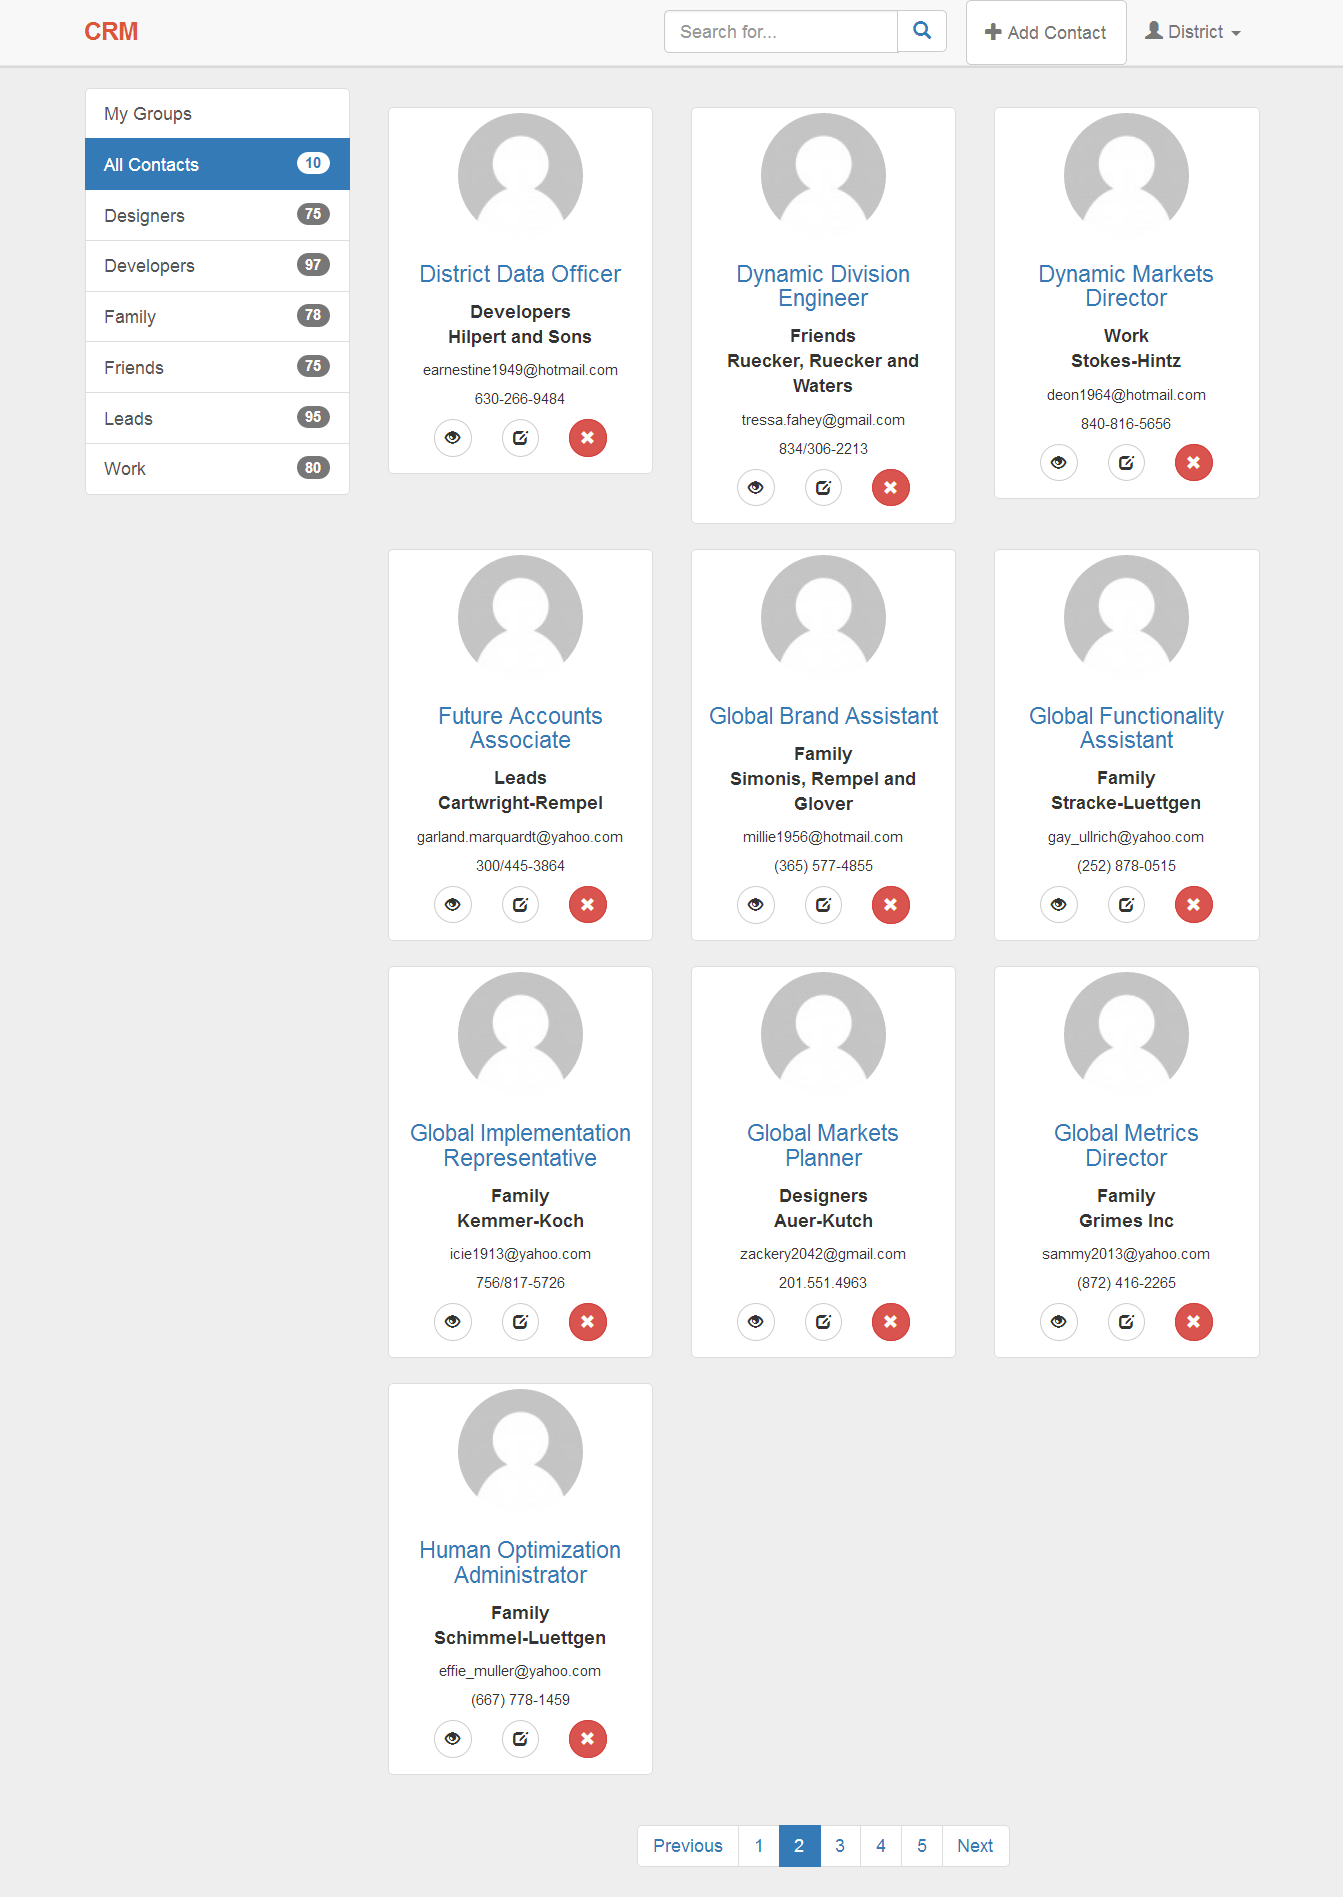 CRM
Search for...
Add Contact
District
My Groups
All Contacts 10
Designers 75
Developers 97
Family 78
Friends 75
Leads 95
Work 80
District Data Officer
Developers
Hilpert and Sons
earnestine1949@hotmail.com
630-266-9484
Dynamic Division
Engineer
Friends
Ruecker, Ruecker and
Waters
tressa.fahey@gmail.com
834/306-2213
Dynamic Markets
Director
Work
Stokes-Hintz
deon1964@hotmail.com
840-816-5656
Future Accounts
Associate
Leads
Cartwright-Rempel
garland.marquardt@yahoo.com
300/445-3864
Global Brand Assistant
Family
Simonis, Rempel and
Glover
millie1956@hotmail.com
(365) 577-4855
Global Functionality
Assistant
Family
Stracke-Luettgen
gay_ullrich@yahoo.com
(252) 878-0515
Global Implementation
Representative
Family
Kemmer-Koch
icie1913@yahoo.com
756/817-5726
Global Markets
Planner
Designers
Auer-Kutch
zackery2042@gmail.com
201.551.4963
Global Metrics
Director
Family
Grimes Inc
sammy2013@yahoo.com
(872) 416-2265
Human Optimization
Administrator
Family
Schimmel-Luettgen
effie_muller@yahoo.com
(667) 778-1459
Previous 1 2 3 4 5 Next